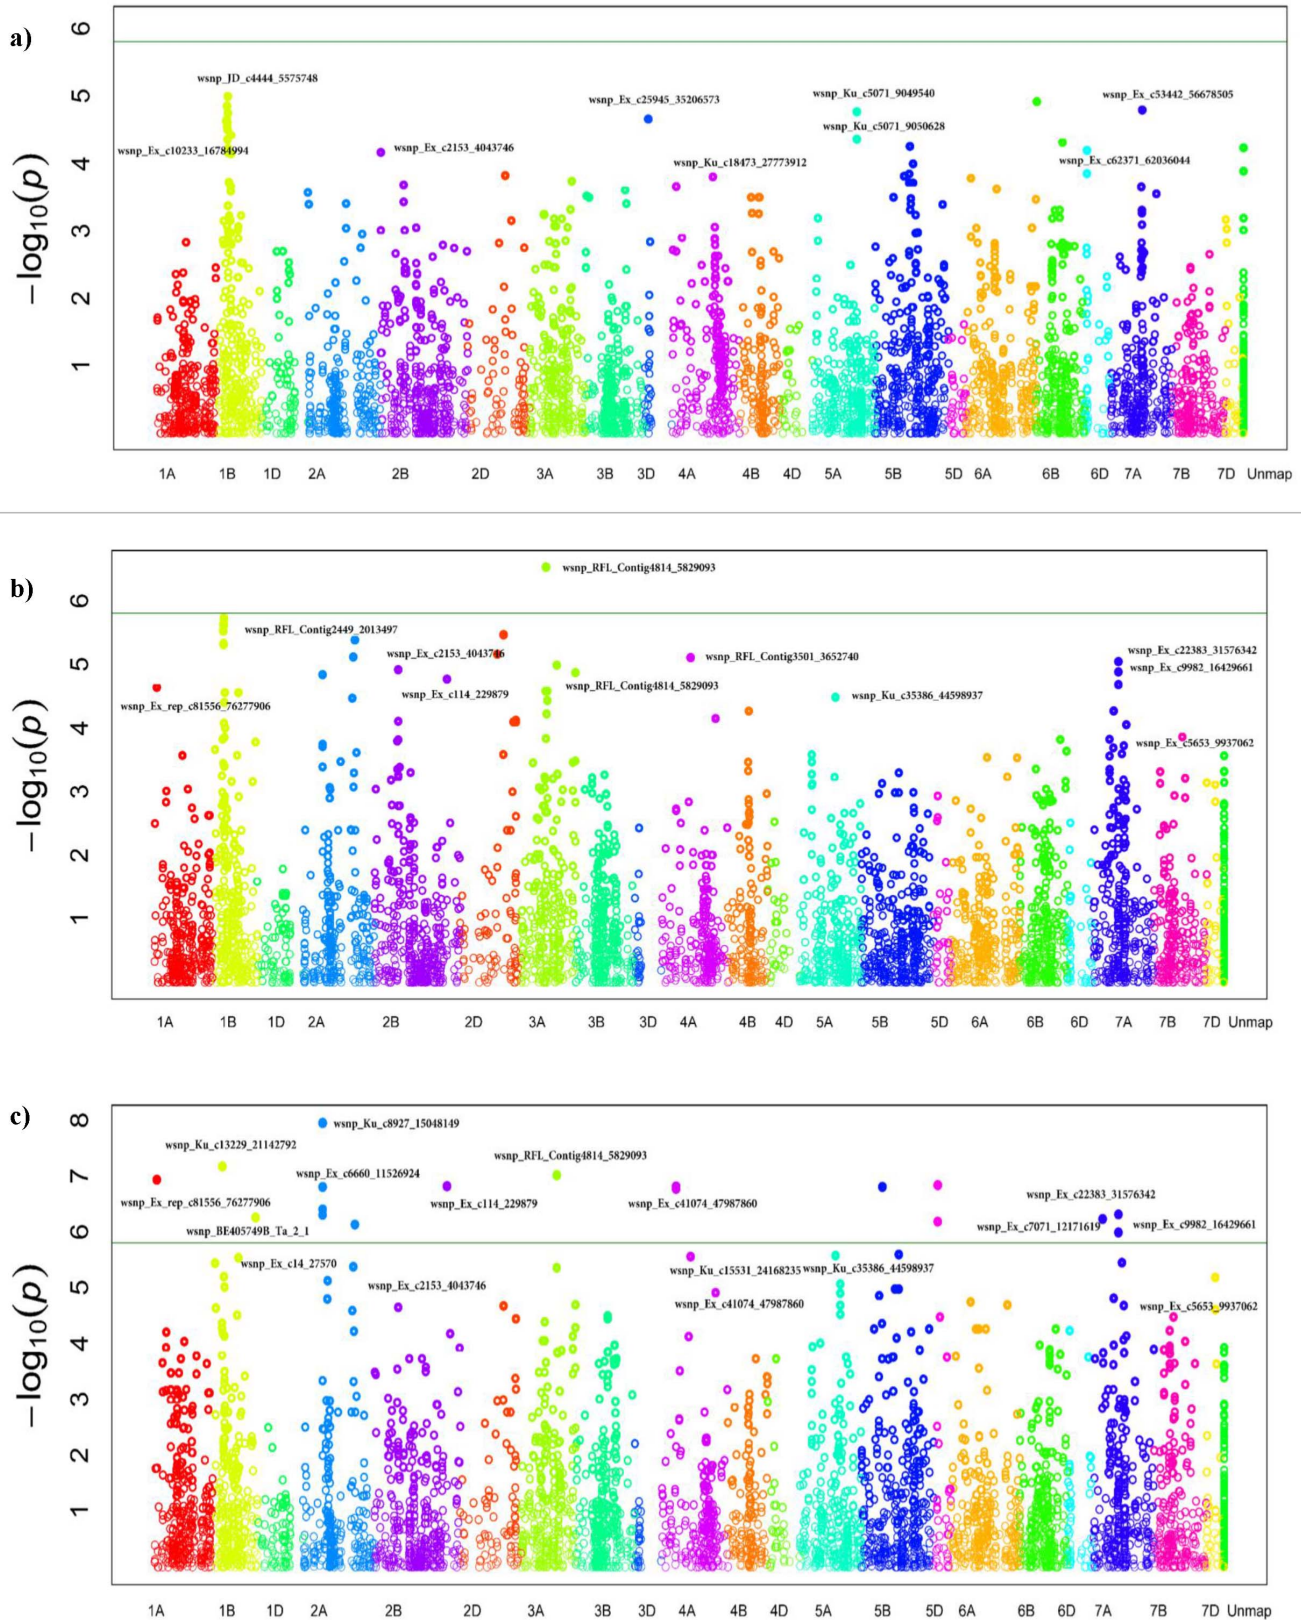 a)
−log10(p)
6
5
4
3
2
1
wsnp_JD_c4444_5575748
wsnp_Ex_c10233_16784994
wsnp_Ex_c2153_4043746
wsnp_Ex_c25945_35206573
wsnp_Ku_c18473_27773912
wsnp_Ku_c5071_9049540
wsnp_Ku_c5071_9050628
wsnp_Ex_c53442_56678505
wsnp_Ex_c62371_62036044
1A 1B 1D 2A 2B 2D 3A 3B 3D 4A 4B 4D 5A 5B 5D 6A 6B 6D 7A 7B 7D Unmap
b)
−log10(p)
6
5
4
3
2
1
wsnp_RFL_Contig4814_5829093
wsnp_RFL_Contig2449_2013497
wsnp_Ex_c2153_4043746
wsnp_RFL_Contig3501_3652740
wsnp_Ex_c22383_31576342
wsnp_Ex_c9982_16429661
wsnp_Ex_c114_229879
wsnp_RFL_Contig4814_5829093
wsnp_Ku_c35386_44598937
wsnp_Ex_rep_c81556_76277906
wsnp_Ex_c5653_9937062
1A 1B 1D 2A 2B 2D 3A 3B 3D 4A 4B 4D 5A 5B 5D 6A 6B 6D 7A 7B 7D Unmap
c)
−log10(p)
8
7
6
5
4
3
2
1
wsnp_Ku_c8927_15048149
wsnp_Ku_c13229_21142792
wsnp_RFL_Contig4814_5829093
wsnp_Ex_c6660_11526924
wsnp_Ex_rep_c81556_76277906
wsnp_Ex_c114_229879
wsnp_Ex_c41074_47987860
wsnp_Ex_c22383_31576342
wsnp_BE405749B_Ta_2_1
wsnp_Ex_c7071_12171619
wsnp_Ex_c9982_16429661
wsnp_Ex_c14_27570
wsnp_Ku_c15531_24168235
wsnp_Ku_c35386_44598937
wsnp_Ex_c2153_4043746
wsnp_Ex_c41074_47987860
wsnp_Ex_c5653_9937062
1A 1B 1D 2A 2B 2D 3A 3B 3D 4A 4B 4D 5A 5B 5D 6A 6B 6D 7A 7B 7D Unmap